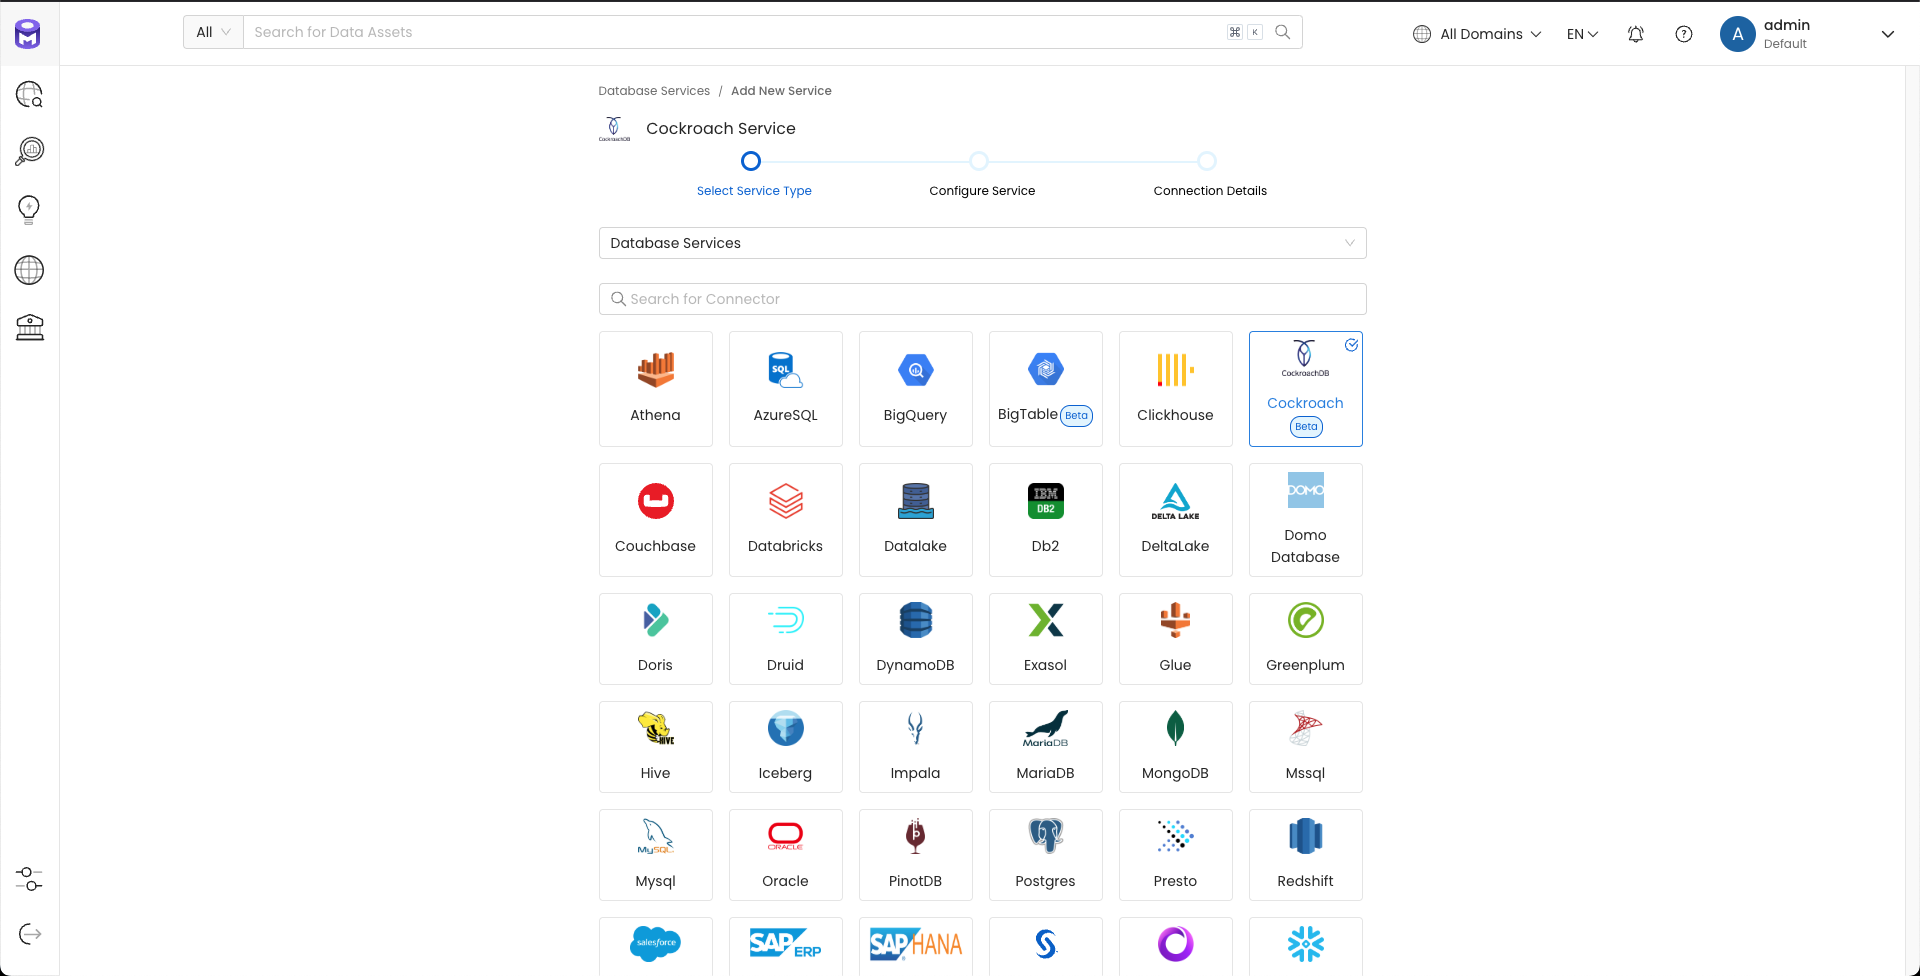 All Search for Data Assets ⌘ K All Domains EN A admin
Default
Database Services / Add New Service
CockroachDB Cockroach Service
Select Service Type Configure Service Connection Details
Database Services
Search for Connector
SQL CockroachDB
Athena AzureSQL BigQuery BigTable Beta Clickhouse Cockroach
Beta
IBM
DB2 DELTA LAKE DOMO
Couchbase Databricks Datalake Db2 DeltaLake Domo
Database
Doris Druid DynamoDB Exasol Glue Greenplum
HIVE MariaDB
Hive Iceberg Impala MariaDB MongoDB Mssql
MySQL ORACLE p
Mysql Oracle PinotDB Postgres Presto Redshift
salesforce SAP ERP SAP HANA